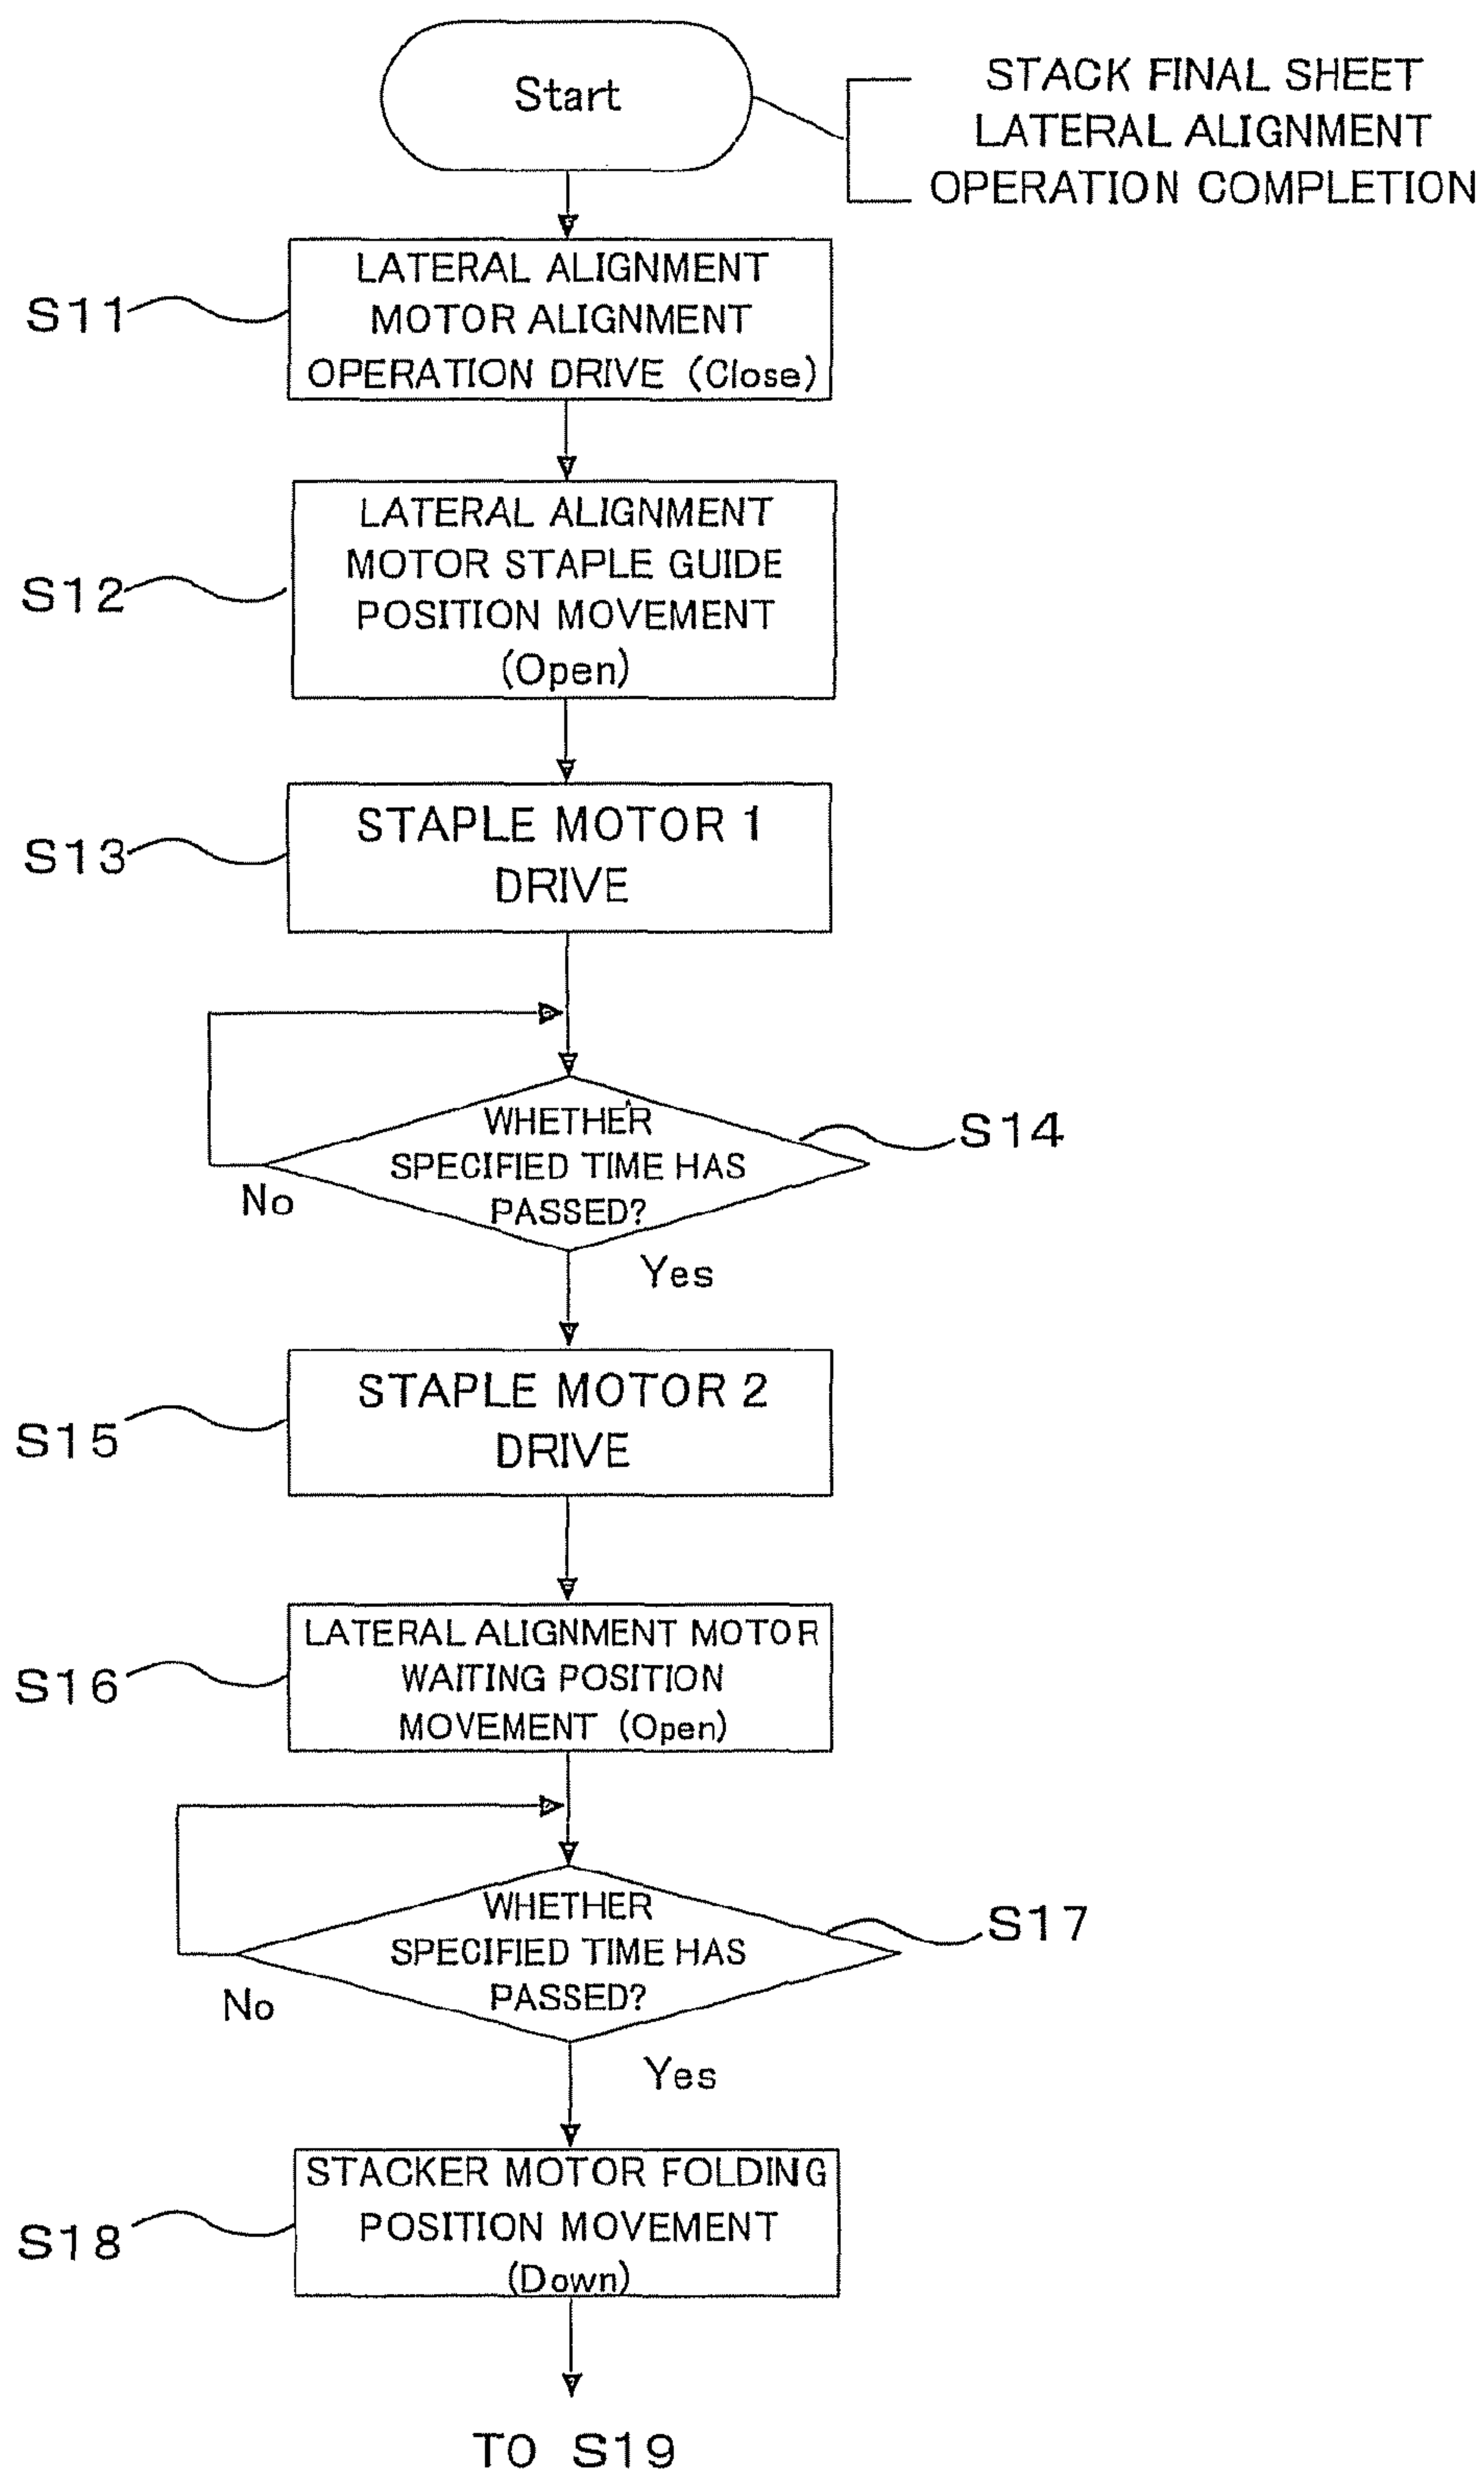 Start
STACK FINAL SHEET
LATERAL ALIGNMENT
OPERATION COMPLETION
S11
LATERAL ALIGNMENT
MOTOR ALIGNMENT
OPERATION DRIVE (Close)
S12
LATERAL ALIGNMENT
MOTOR STAPLE GUIDE
POSITION MOVEMENT
(Open)
S13
STAPLE MOTOR 1
DRIVE
S14
WHETHER
SPECIFIED TIME HAS
PASSED?
No
Yes
S15
STAPLE MOTOR 2
DRIVE
S16
LATERAL ALIGNMENT MOTOR
WAITING POSITION
MOVEMENT (Open)
S17
WHETHER
SPECIFIED TIME HAS
PASSED?
No
Yes
S18
STACKER MOTOR FOLDING
POSITION MOVEMENT
(Down)
TO S19